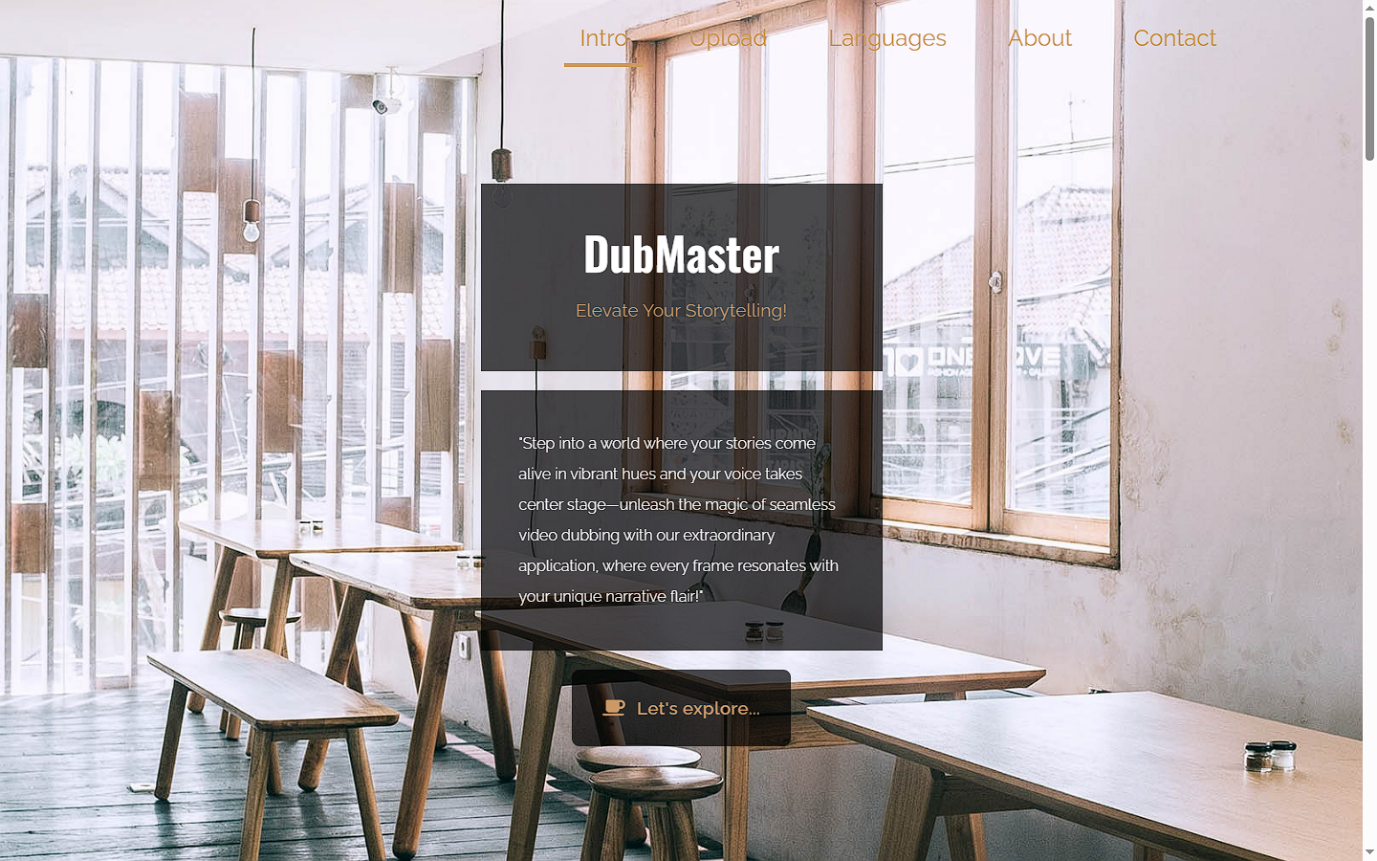 Intro Upload Languages About Contact
DubMaster
Elevate Your Storytelling!
"Step into a world where your stories come
alive in vibrant hues and your voice takes
center stage—unleash the magic of seamless
video dubbing with our extraordinary
application, where every frame resonates with
your unique narrative flair!"
Let's explore...